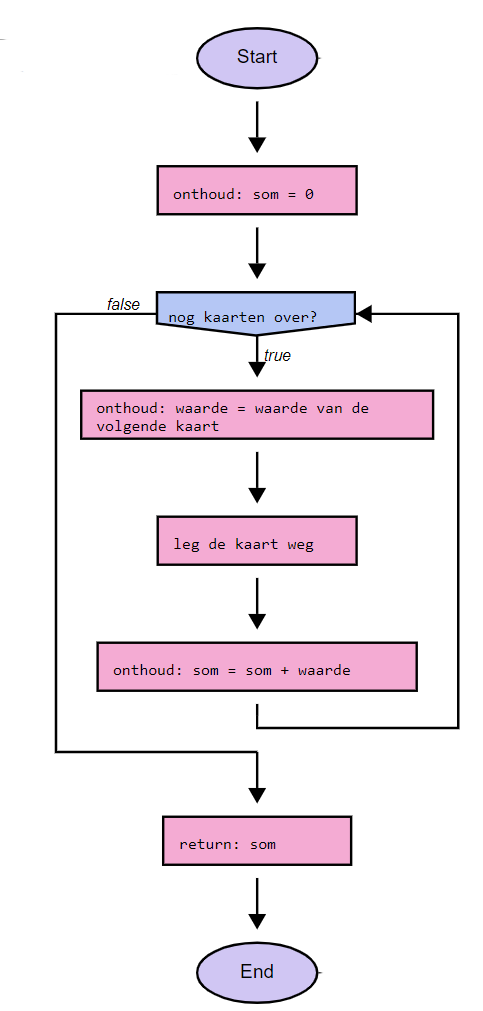 Start
onthoud: som = 0
false
nog kaarten over?
true
onthoud: waarde = waarde van de
volgende kaart
leg de kaart weg
onthoud: som = som + waarde
return: som
End